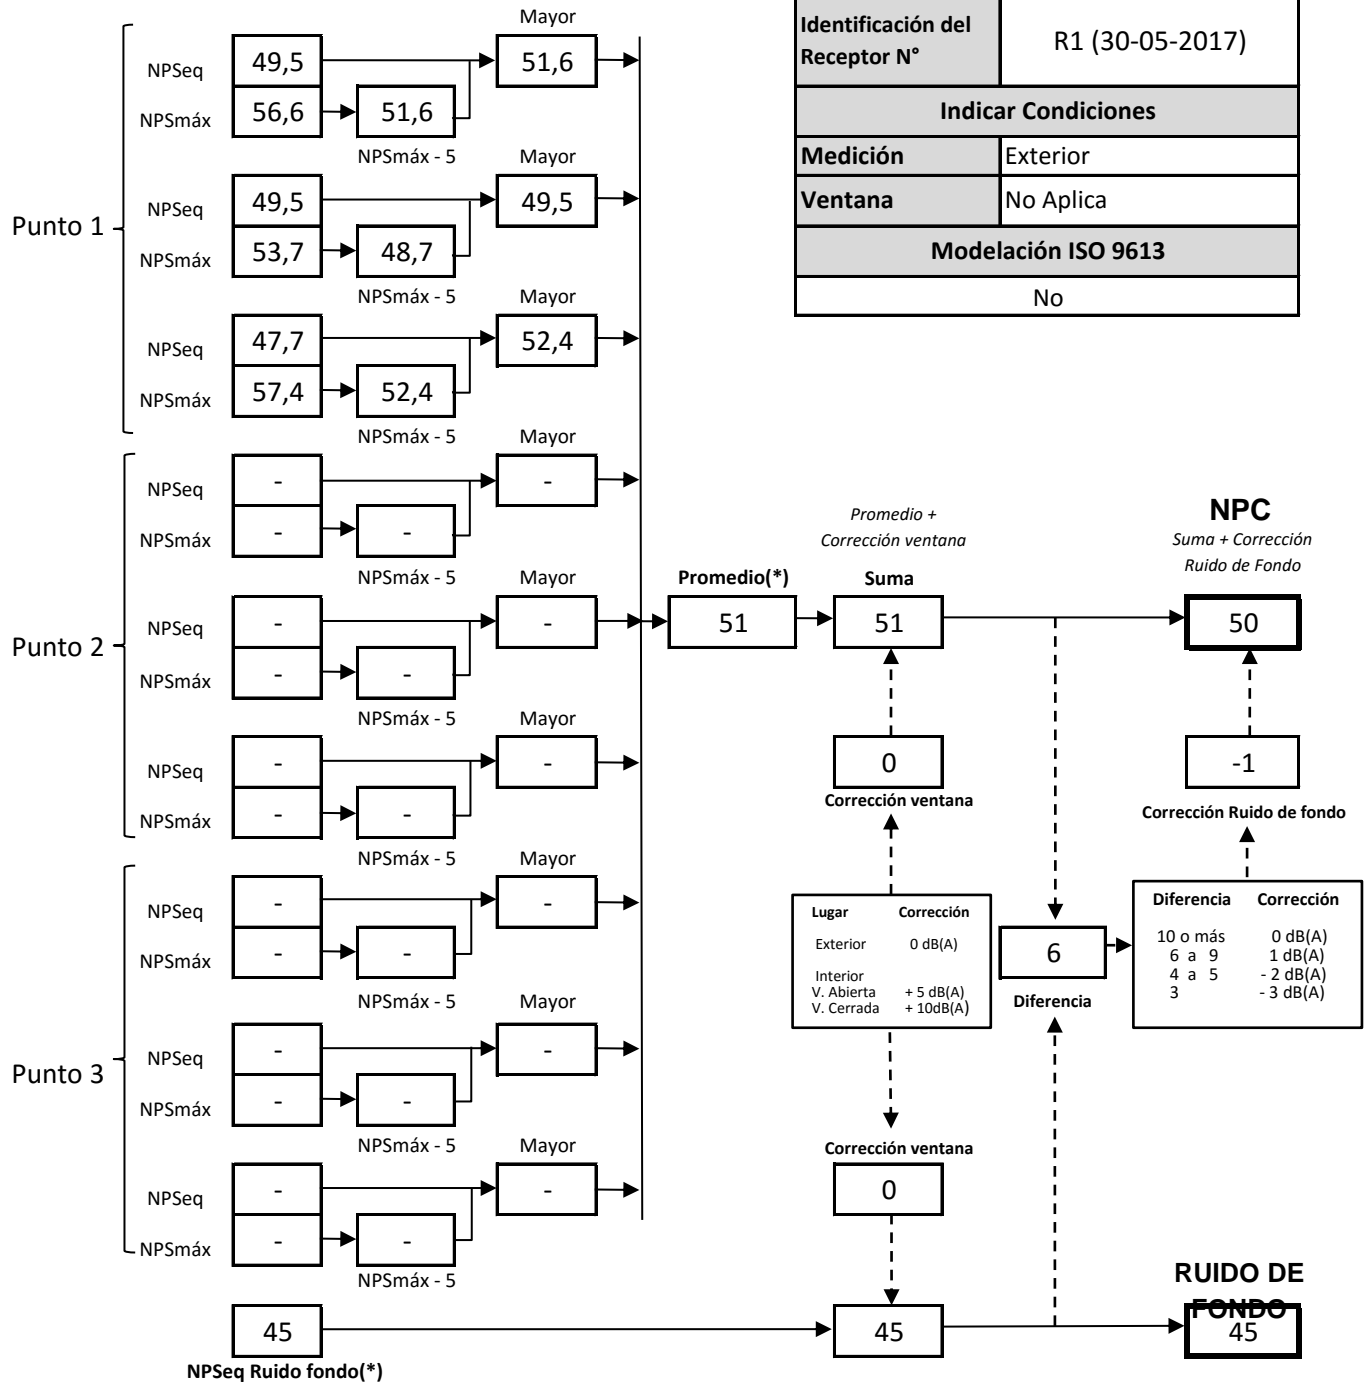 Identificación del
Receptor N°
R1 (30-05-2017)
Indicar Condiciones
Medición
Exterior
Ventana
No Aplica
Modelación ISO 9613
No
Punto 1
Mayor
NPSeq
49,5
51,6
NPSmáx
56,6
51,6
NPSmáx - 5
Mayor
NPSeq
49,5
49,5
NPSmáx
53,7
48,7
NPSmáx - 5
Mayor
NPSeq
47,7
52,4
NPSmáx
57,4
52,4
NPSmáx - 5
Punto 2
Mayor
NPSeq
-
-
NPSmáx
-
-
NPSmáx - 5
Mayor
NPSeq
-
-
NPSmáx
-
-
NPSmáx - 5
Mayor
NPSeq
-
-
NPSmáx
-
-
NPSmáx - 5
Punto 3
Mayor
NPSeq
-
-
NPSmáx
-
-
NPSmáx - 5
Mayor
NPSeq
-
-
NPSmáx
-
-
NPSmáx - 5
Mayor
NPSeq
-
-
NPSmáx
-
-
NPSmáx - 5
Promedio(*)
51
Promedio +
Corrección ventana
Suma
51
NPC
Suma + Corrección
Ruido de Fondo
50
0
Corrección ventana
-1
Corrección Ruido de fondo
Lugar Corrección
Exterior 0 dB(A)
Interior
V. Abierta + 5 dB(A)
V. Cerrada + 10dB(A)
6
Diferencia
Diferencia Corrección
10 o más 0 dB(A)
6 a 9 1 dB(A)
4 a 5 - 2 dB(A)
3 - 3 dB(A)
Corrección ventana
0
45
NPSeq Ruido fondo(*)
45
RUIDO DE
FONDO
45